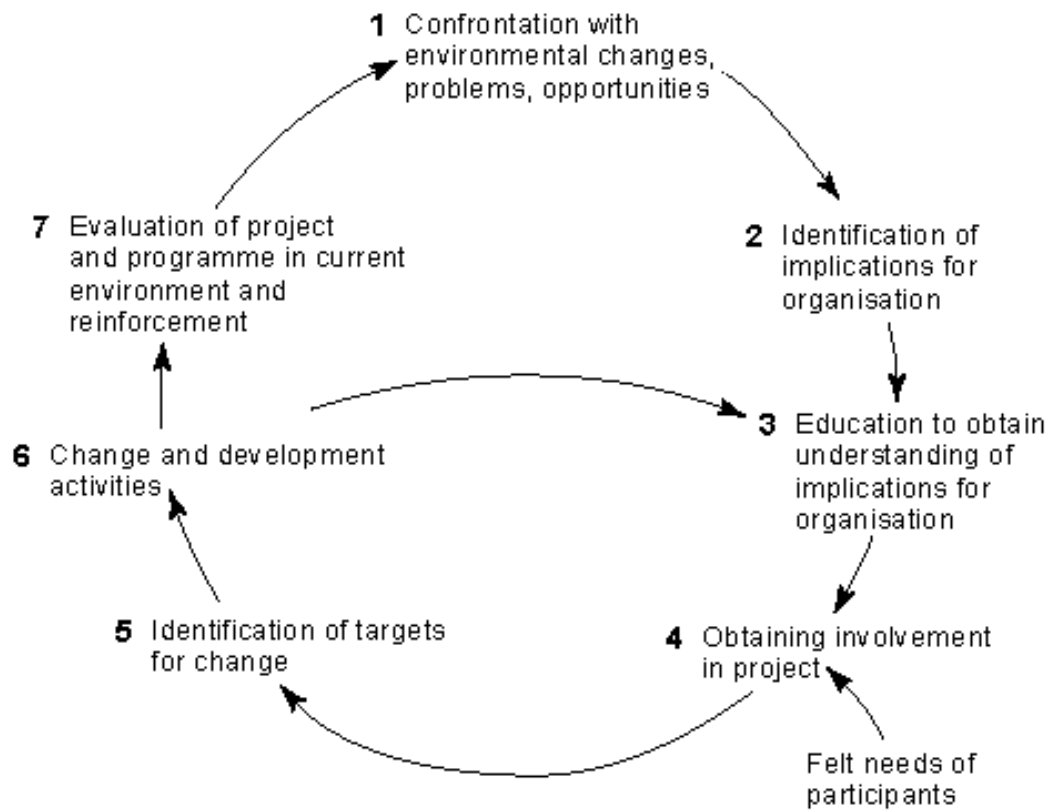 1 Confrontation with
environmental changes,
problems, opportunities
2 Identification of
implications for
organisation
3 Education to obtain
understanding of
implications for
organisation
4 Obtaining involvement
in project
Felt needs of
participants
5 Identification of targets
for change
6 Change and development
activities
7 Evaluation of project
and programme in current
environment and
reinforcement